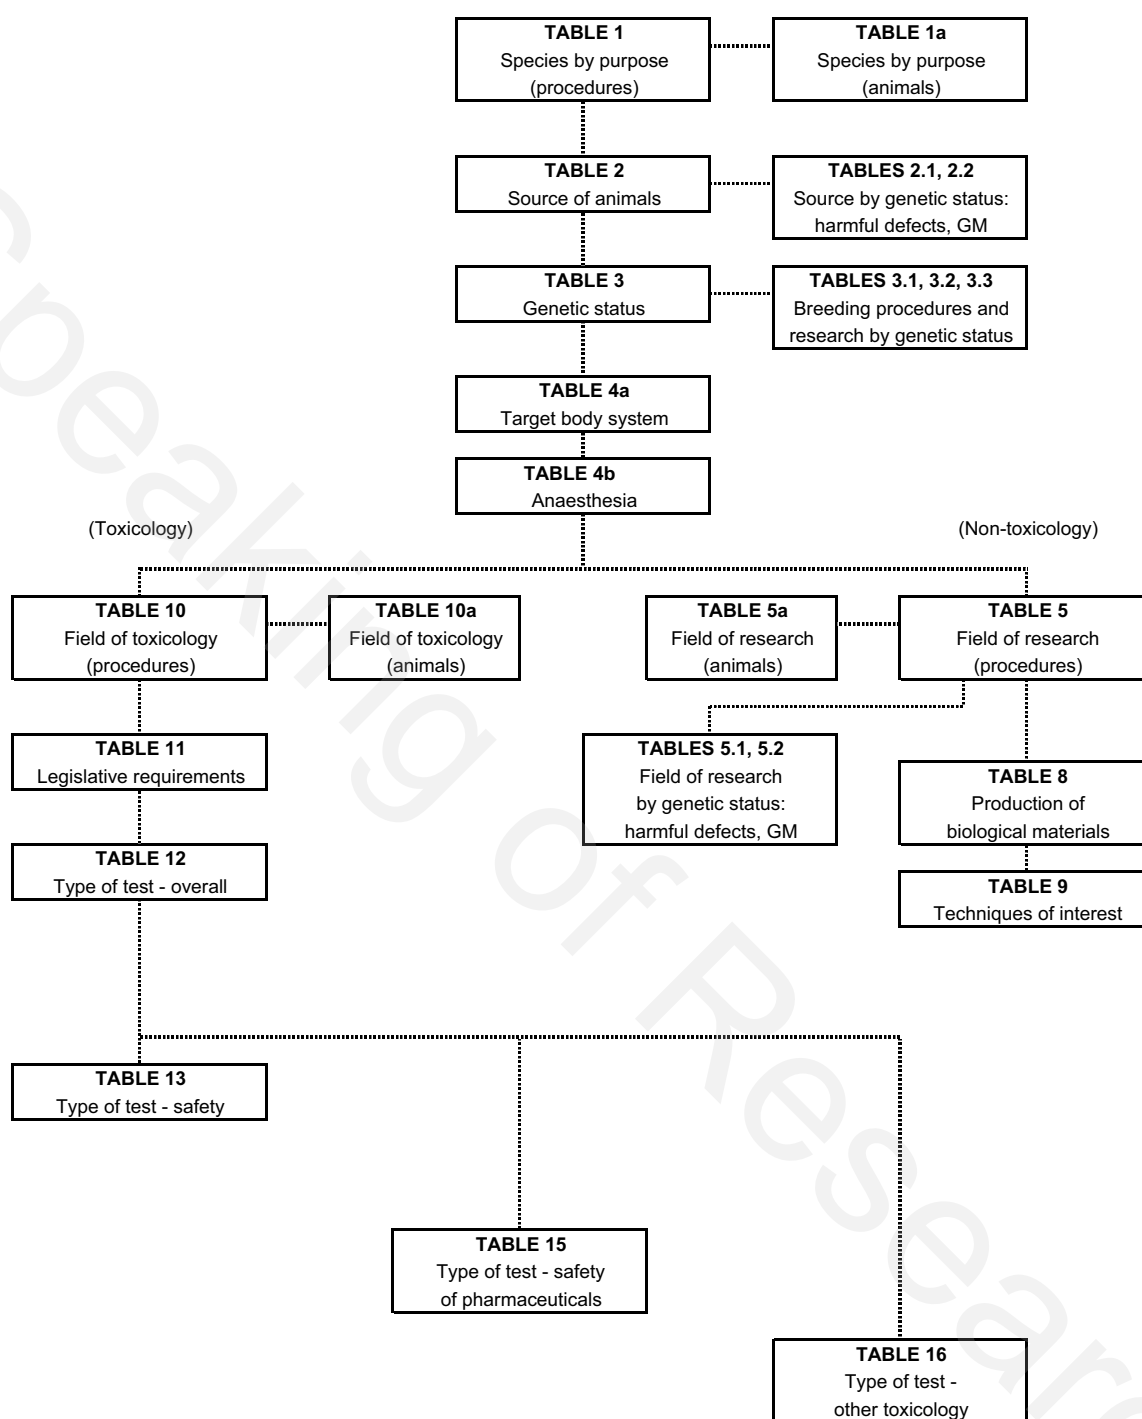 TABLE 1
Species by purpose
(procedures)
TABLE 1a
Species by purpose
(animals)
TABLE 2
Source of animals
TABLES 2.1, 2.2
Source by genetic status:
harmful defects, GM
TABLE 3
Genetic status
TABLES 3.1, 3.2, 3.3
Breeding procedures and
research by genetic status
TABLE 4a
Target body system
TABLE 4b
Anaesthesia
(Toxicology)
(Non-toxicology)
TABLE 10
Field of toxicology
(procedures)
TABLE 10a
Field of toxicology
(animals)
TABLE 5a
Field of research
(animals)
TABLE 5
Field of research
(procedures)
TABLE 11
Legislative requirements
TABLES 5.1, 5.2
Field of research
by genetic status:
harmful defects, GM
TABLE 8
Production of
biological materials
TABLE 12
Type of test - overall
TABLE 9
Techniques of interest
TABLE 13
Type of test - safety
TABLE 15
Type of test - safety
of pharmaceuticals
TABLE 16
Type of test -
other toxicology
Speaking of Research